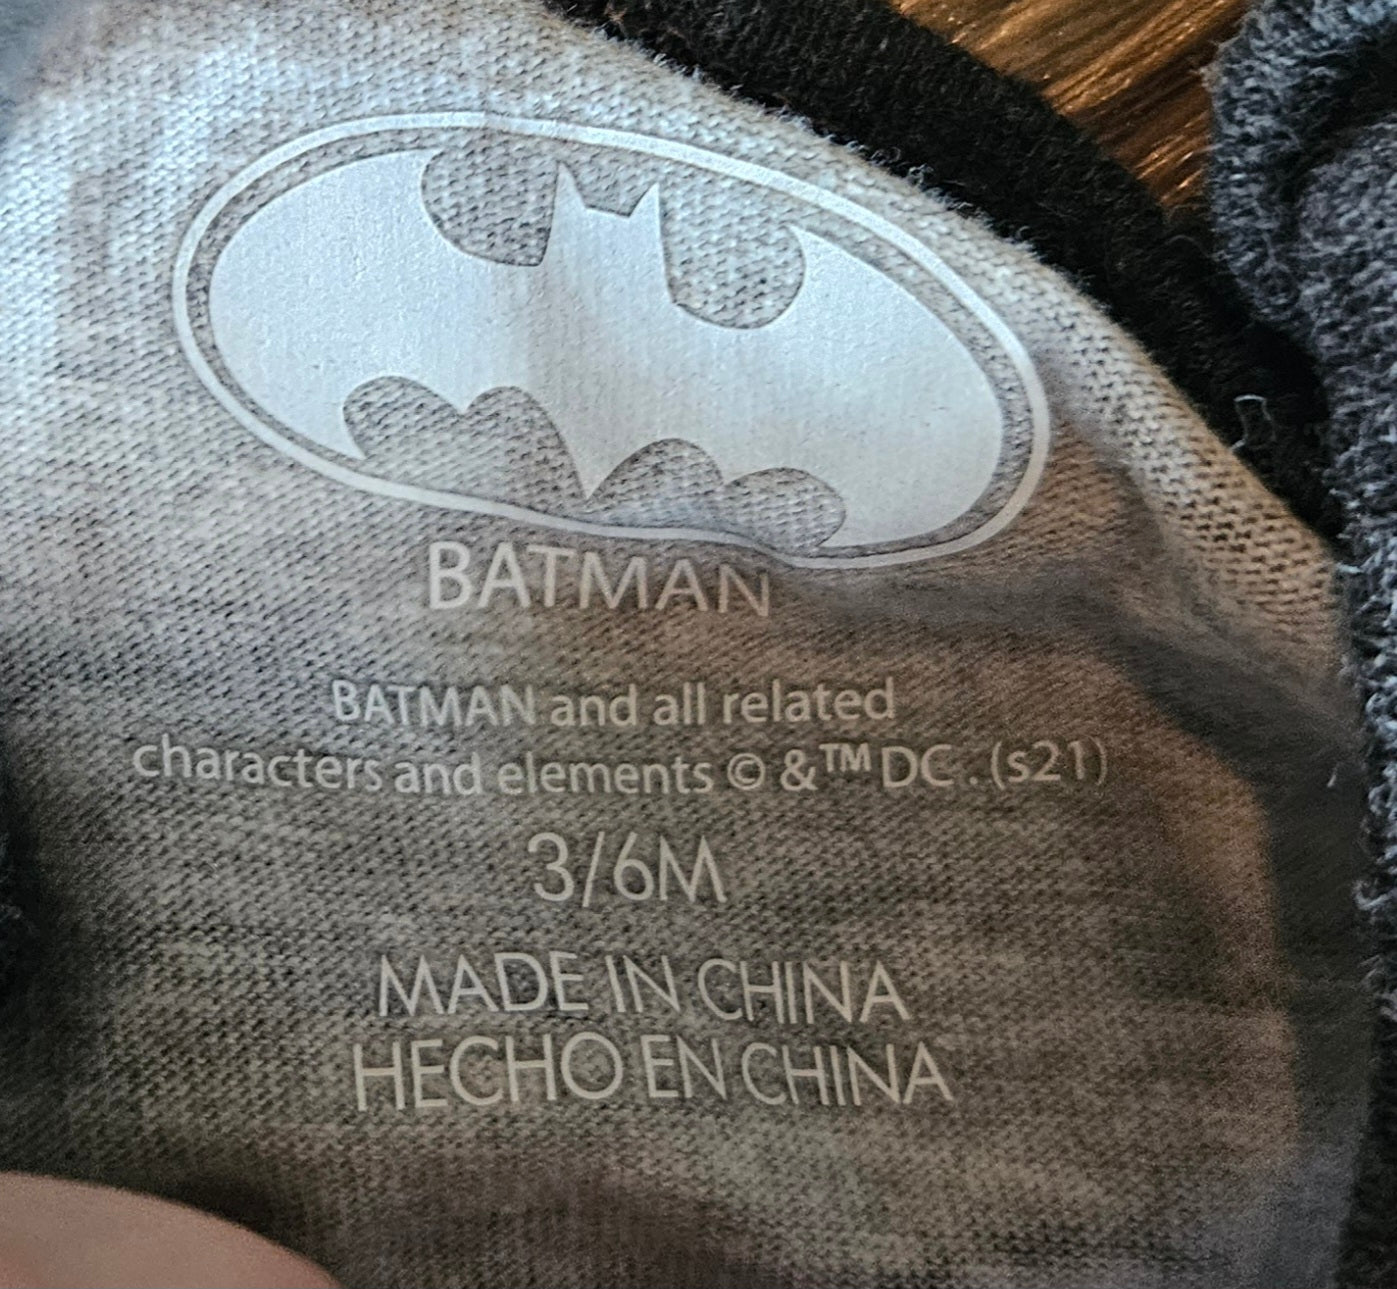 BATMAN
BATMAN and all related
characters and elements © &™ DC . (s21)
3/6M
MADE IN CHINA
HECHO EN CHINA